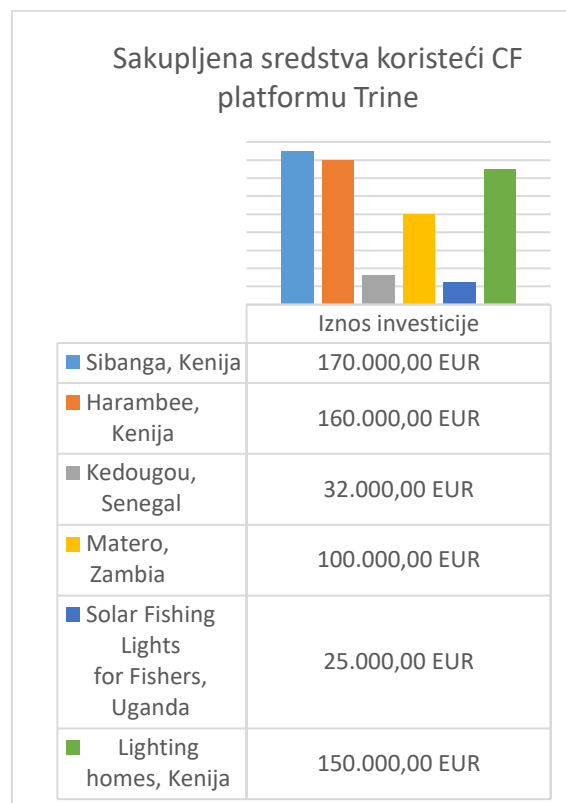 Sakupljena sredstva koristeći CF
platformu Trine
Iznos investicije
Sibanga, Kenija
170.000,00 EUR
Harambee,
Kenija
160.000,00 EUR
Kedougou,
Senegal
32.000,00 EUR
Matero,
Zambia
100.000,00 EUR
Solar Fishing
Lights
for Fishers,
Uganda
25.000,00 EUR
Lighting
homes, Kenija
150.000,00 EUR